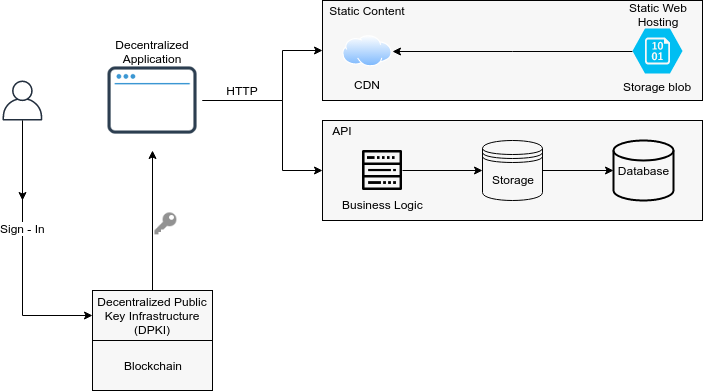 Static Content
Static Web
Hosting
10
01
CDN
Storage blob
Decentralized
Application
HTTP
API
Business Logic
Storage
Database
Sign - In
Decentralized Public
Key Infrastructure
(DPKI)
Blockchain